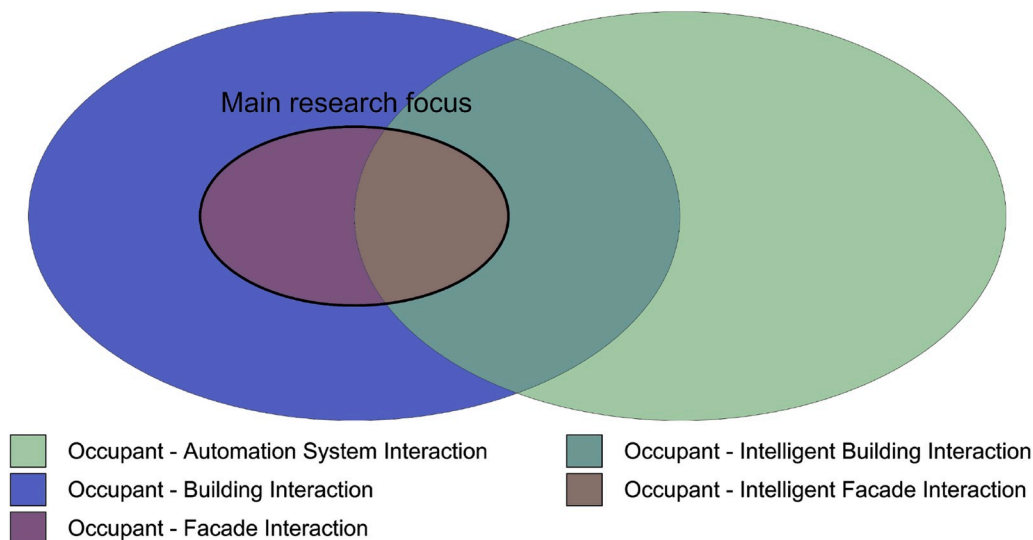 Main research focus
Occupant - Automation System Interaction
Occupant - Building Interaction
Occupant - Facade Interaction
Occupant - Intelligent Building Interaction
Occupant - Intelligent Facade Interaction